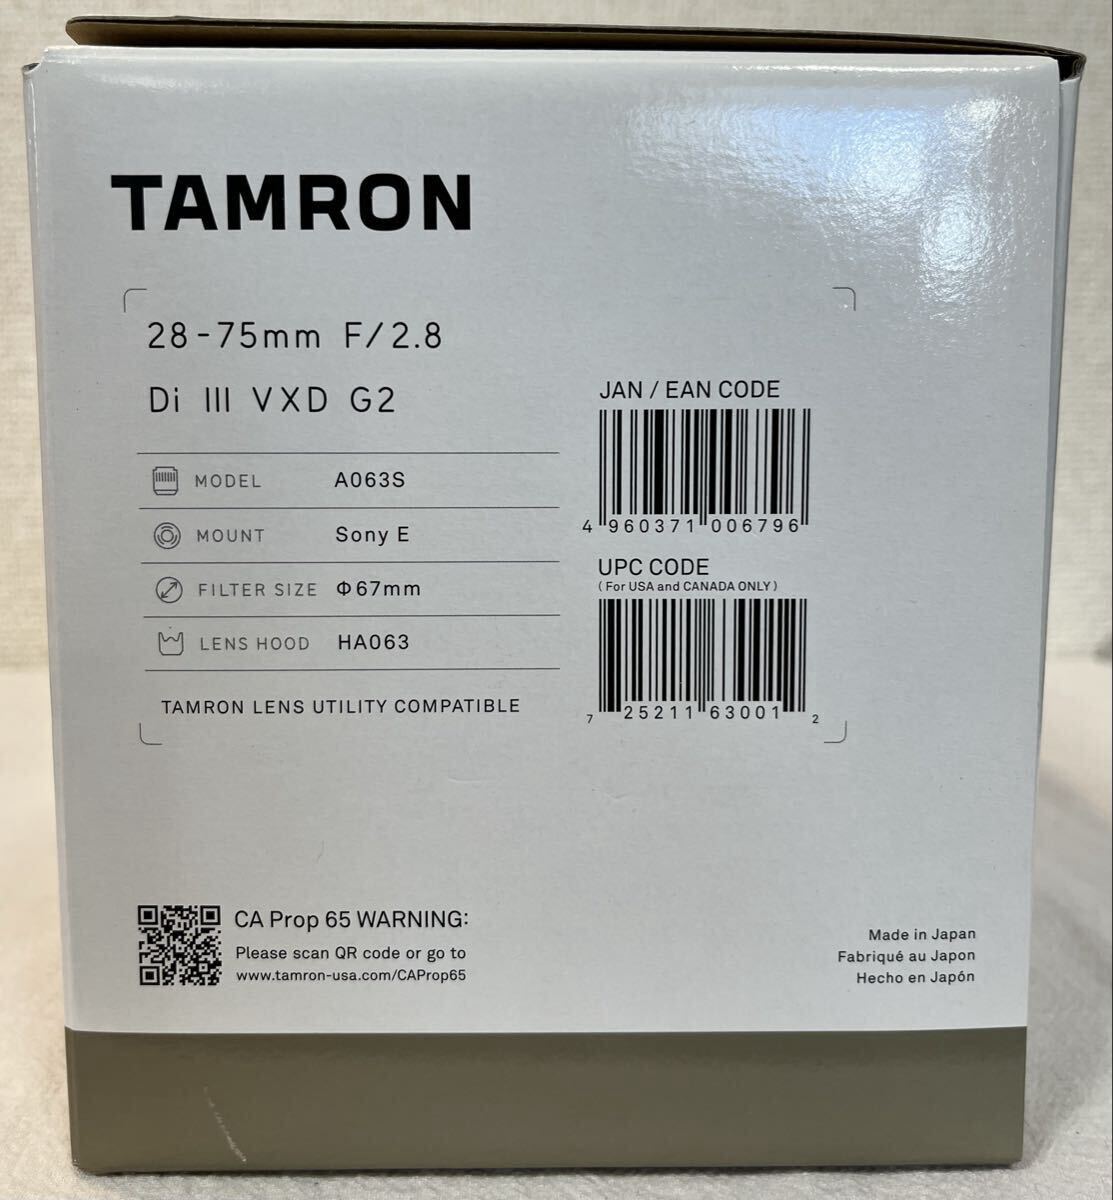 TAMRON
28-75mm F/2.8
Di III VXD G2
MODEL A063S
MOUNT Sony E
FILTER SIZE Φ67mm
LENS HOOD HA063
TAMRON LENS UTILITY COMPATIBLE
JAN / EAN CODE
4 960371 006796
UPC CODE
(For USA and CANADA ONLY)
7 25211 63001 2
CA Prop 65 WARNING:
Please scan QR code or go to
www.tamron-usa.com/CAProp65
Made in Japan
Fabriqué au Japon
Hecho en Japón